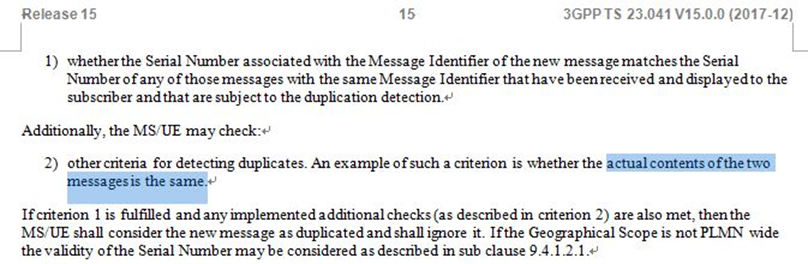 Release 15 15 3GPP TS 23.041 V15.0.0 (2017-12)
1) whether the Serial Number associated with the Message Identifier of the new message matches the Serial
Number of any of those messages with the same Message Identifier that have been received and displayed to the
subscriber and that are subject to the duplication detection.↵
Additionally, the MS/UE may check:↵
2) other criteria for detecting duplicates. An example of such a criterion is whether the actual contents of the two
messages is the same.↵
If criterion 1 is fulfilled and any implemented additional checks (as described in criterion 2) are also met, then the
MS/UE shall consider the new message as duplicated and shall ignore it. If the Geographical Scope is not PLMN wide
the validity of the Serial Number may be considered as described in sub clause 9.4.1.2.1.↵